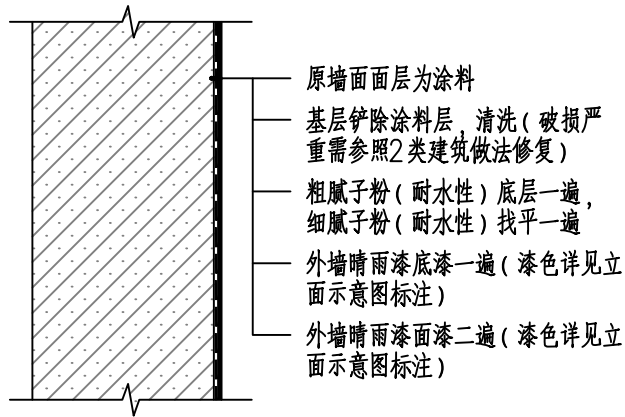 原墙面面层为涂料
基层铲除涂料层，清洗（破损严
重需参照2类建筑做法修复）
粗腻子粉（耐水性）底层一遍，
细腻子粉（耐水性）找平一遍
外墙晴雨漆底漆一遍（漆色详见立
面示意图标注）
外墙晴雨漆面漆二遍（漆色详见立
面示意图标注）